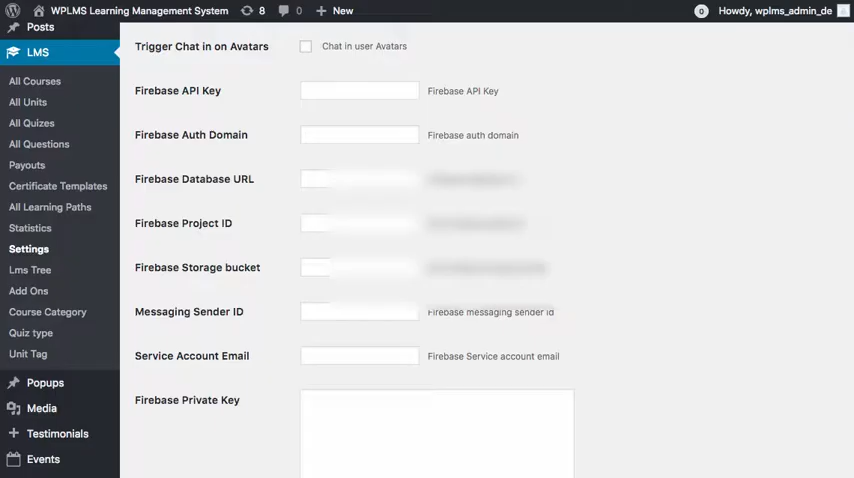 WPLMS Learning Management System 8 0 New 0 Howdy, wplms_admin_de
Posts
LMS
All Courses
All Units
All Quizzes
All Questions
Payouts
Certificate Templates
All Learning Paths
Statistics
Settings
Lms Tree
Add Ons
Course Category
Quiz type
Unit Tag
Popups
Media
Testimonials
Events
Trigger Chat in on Avatars Chat in user Avatars
Firebase API Key Firebase API Key
Firebase Auth Domain Firebase auth domain
Firebase Database URL
Firebase Project ID
Firebase Storage bucket
Messaging Sender ID Firebase messaging sender id
Service Account Email Firebase Service account email
Firebase Private Key